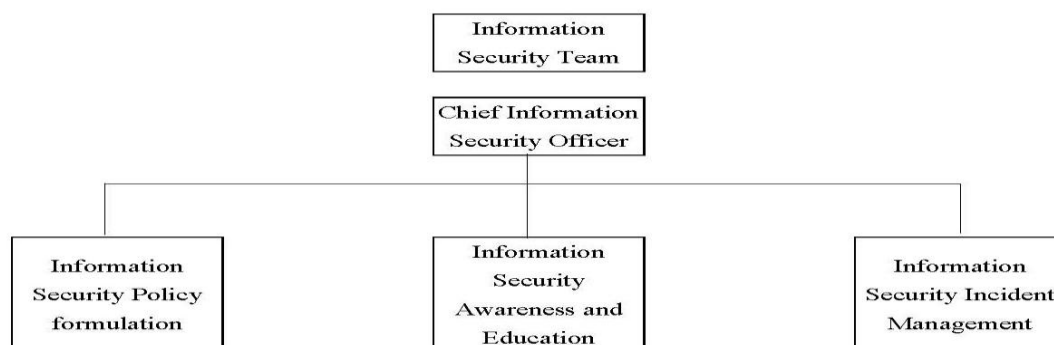 Information
Security Team
Chief Information
Security Officer
Information
Security Policy
formulation
Information
Security
Awareness and
Education
Information
Security Incident
Management